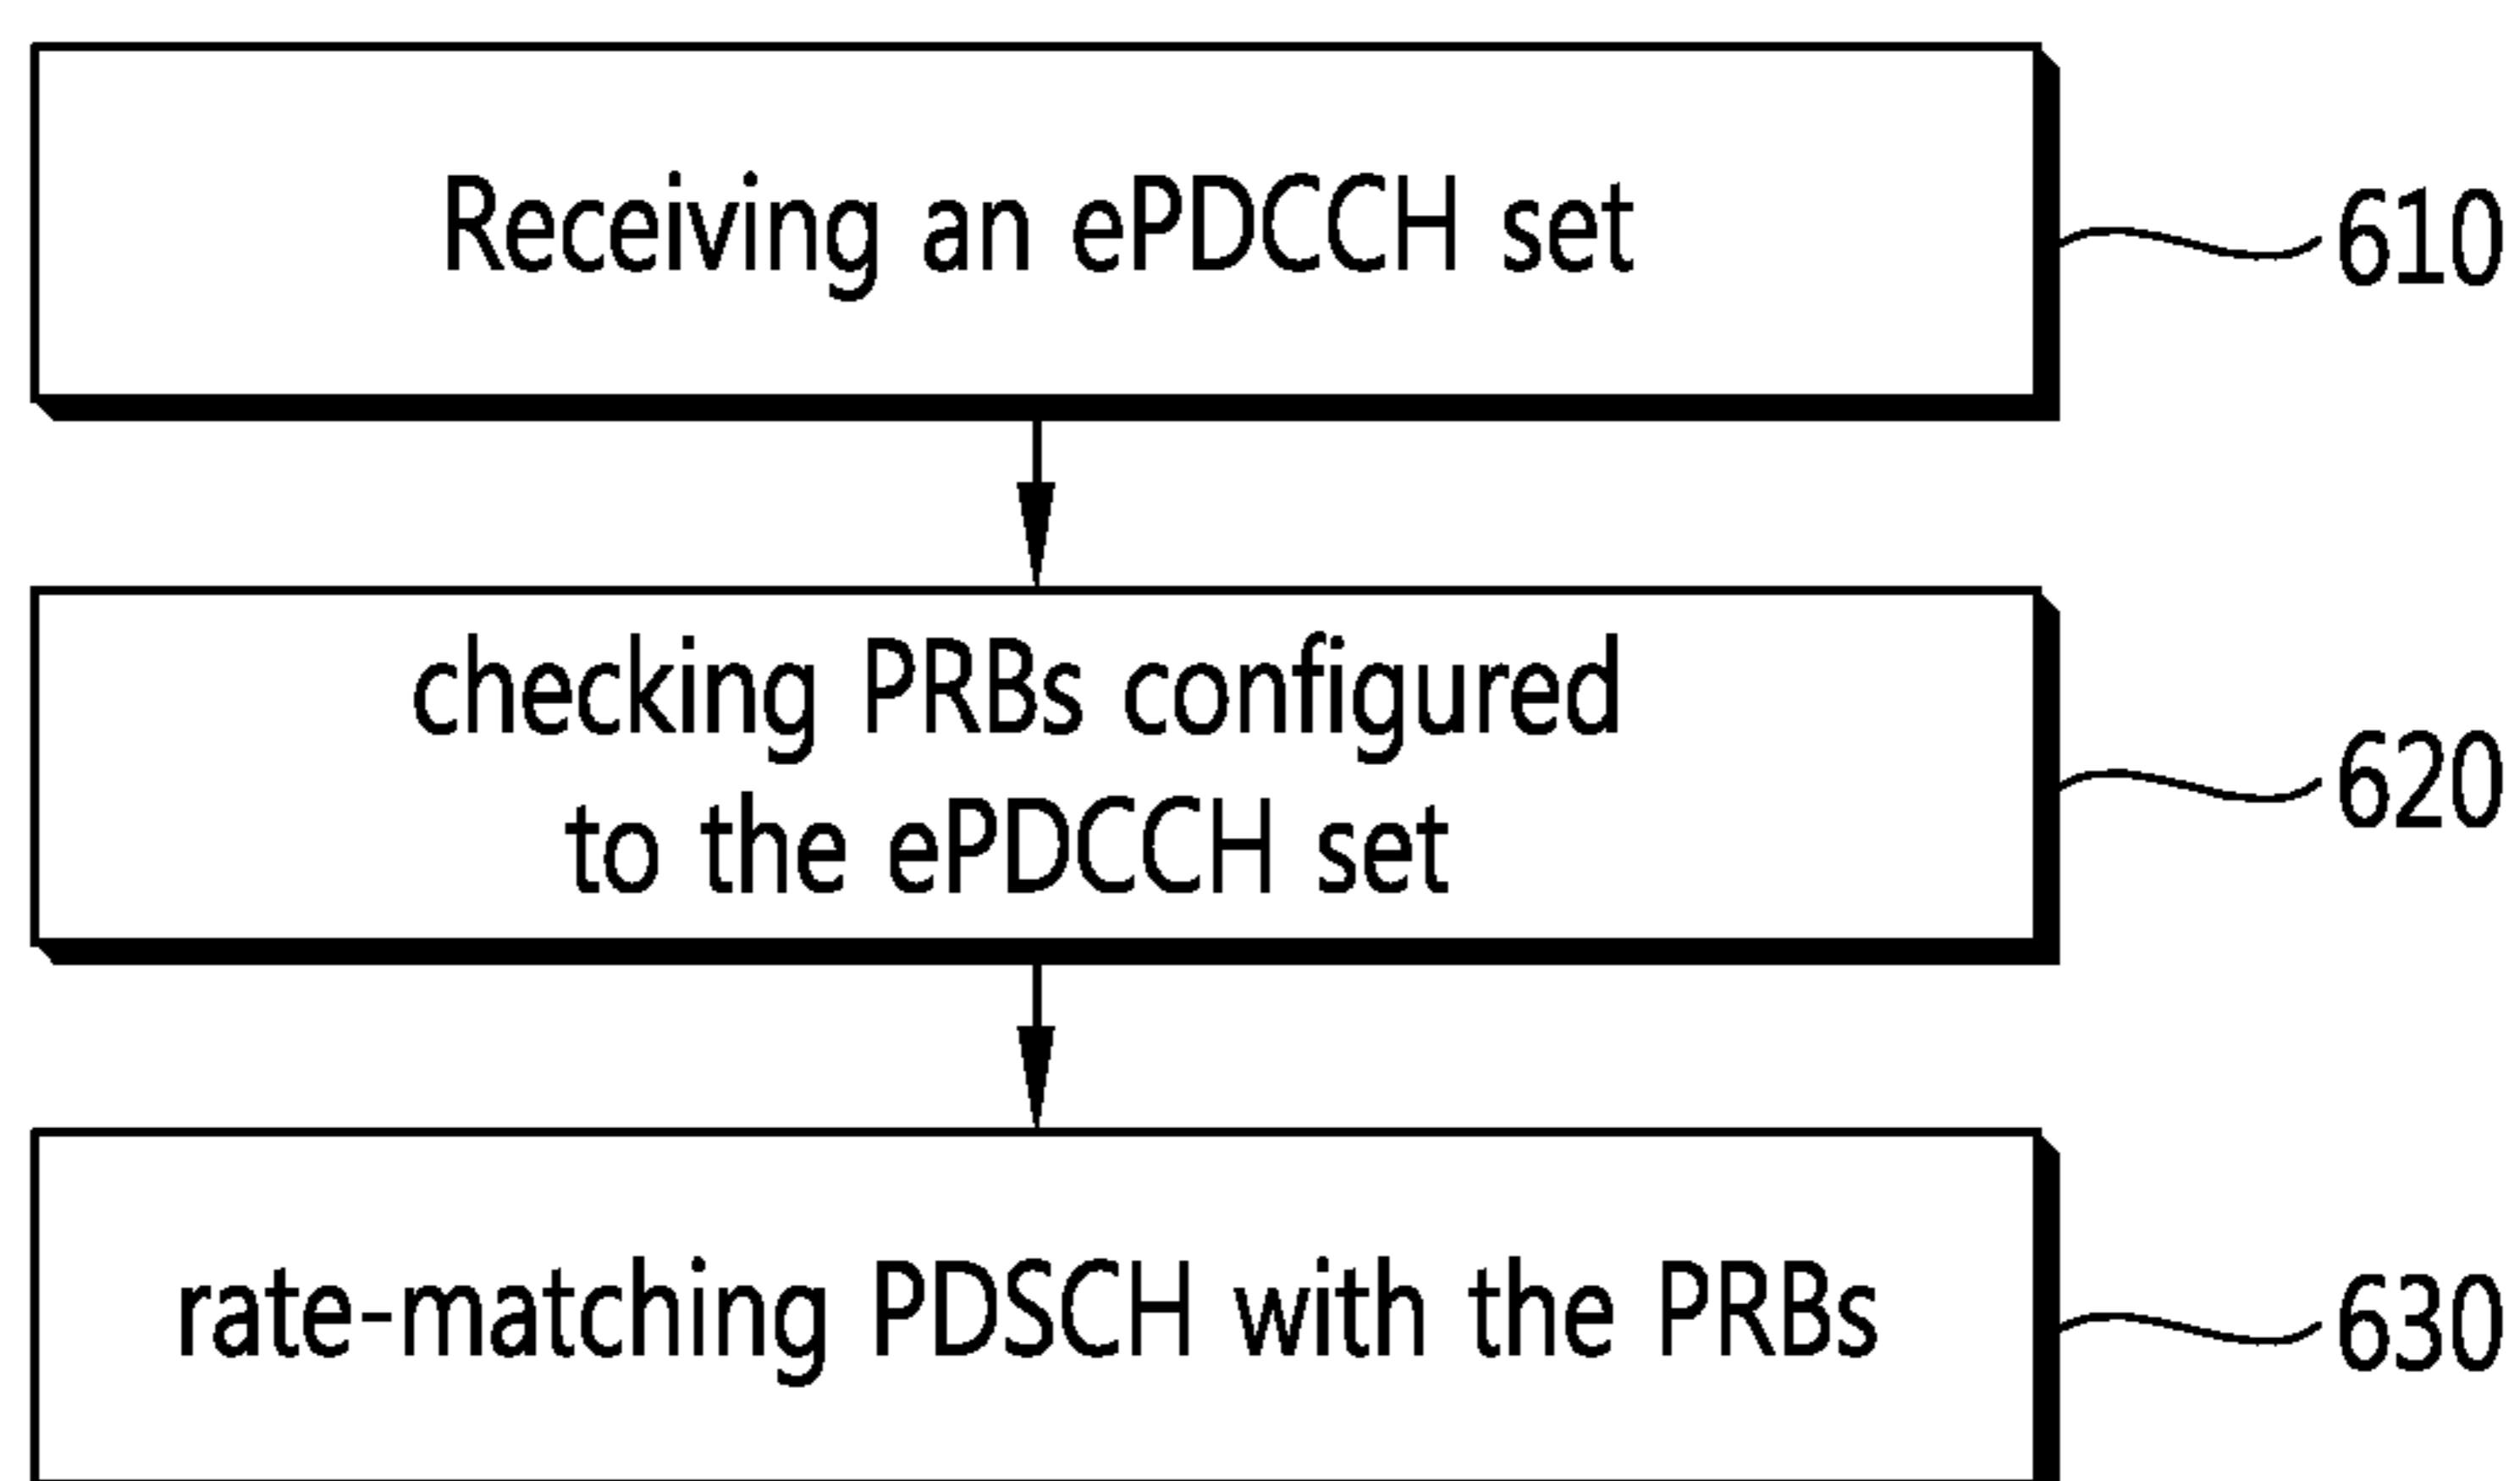 Receiving an ePDCCH set
610
checking PRBs configured
to the ePDCCH set
620
rate-matching PDSCH with the PRBs
630